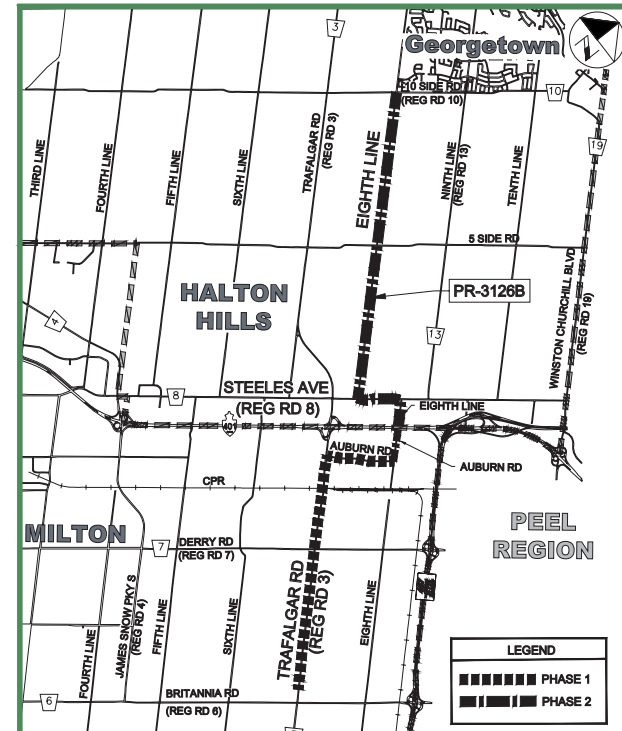 3
Georgetown
10 SIDE RD
(REG RD 10)
10
THIRD LINE
FOURTH LINE
FIFTH LINE
SIXTH LINE
TRAFALGAR RD
(REG RD 3)
EIGHTH LINE
NINTH LINE
(REG RD 13)
TENTH LINE
19
5 SIDE RD
HALTON
HILLS
PR-3126B
WINSTON CHURCHILL BLVD
(REG RD 19)
4
13
8
STEELES AVE
(REG RD 8)
EIGHTH LINE
401
AUBURN RD
AUBURN RD
CPR
MILTON
PEEL
REGION
7
DERRY RD
(REG RD 7)
JAMES SNOW PKY S
(REG RD 4)
FOURTH LINE
FIFTH LINE
SIXTH LINE
TRAFALGAR RD
(REG RD 3)
EIGHTH LINE
6
BRITANNIA RD
(REG RD 6)
LEGEND
PHASE 1
PHASE 2